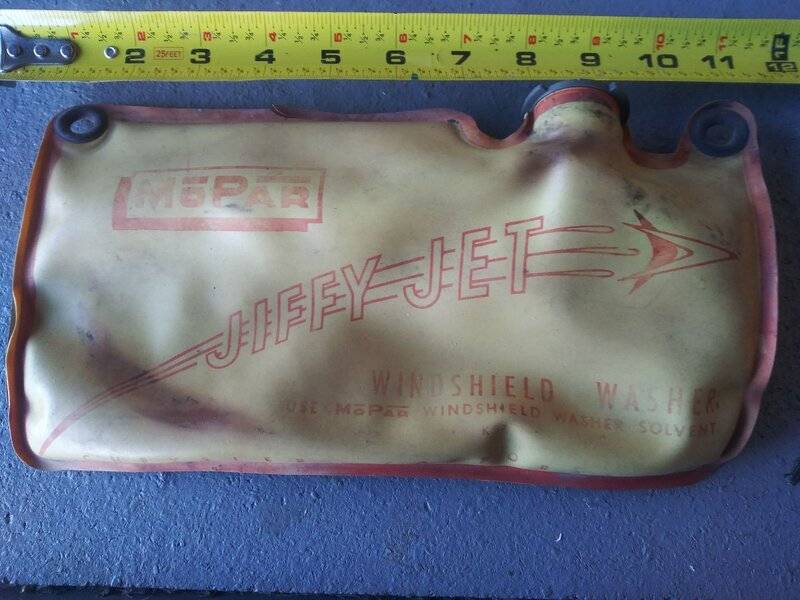 1 2 25FEET 3 4 5 6 7 8 9 10 11 12
MOPAR
JIFFY JET
WINDSHIELD WASHER
USE MOPAR WINDSHIELD WASHER SOLVENT